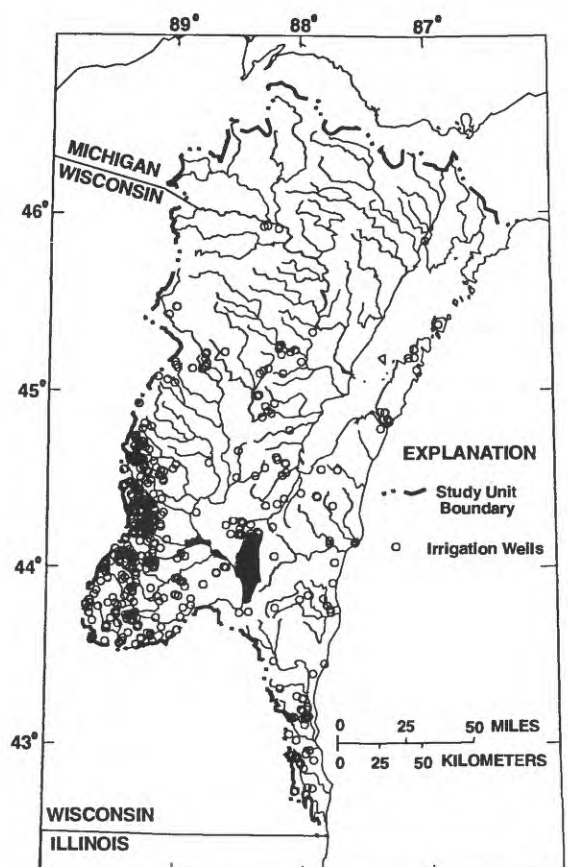 89° 88° 87°
MICHIGAN
WISCONSIN
46°
45°
EXPLANATION
Study Unit
Boundary
Irrigation Wells
44°
0 25 50 MILES
0 25 50 KILOMETERS
43°
WISCONSIN
ILLINOIS